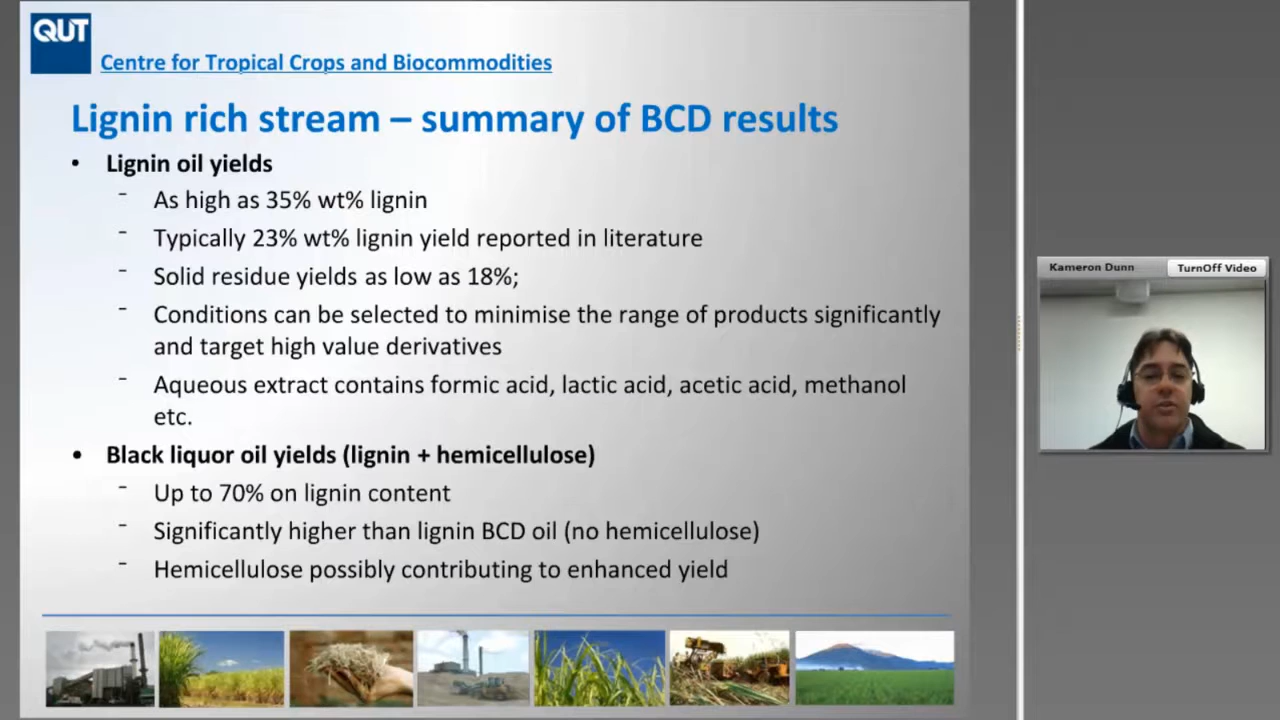 QUT
Centre for Tropical Crops and Biocommodities
Lignin rich stream – summary of BCD results
• Lignin oil yields
- As high as 35% wt% lignin
- Typically 23% wt% lignin yield reported in literature
- Solid residue yields as low as 18%;
- Conditions can be selected to minimise the range of products significantly
and target high value derivatives
- Aqueous extract contains formic acid, lactic acid, acetic acid, methanol
etc.
• Black liquor oil yields (lignin + hemicellulose)
- Up to 70% on lignin content
- Significantly higher than lignin BCD oil (no hemicellulose)
- Hemicellulose possibly contributing to enhanced yield
Kameron Dunn TurnOff Video